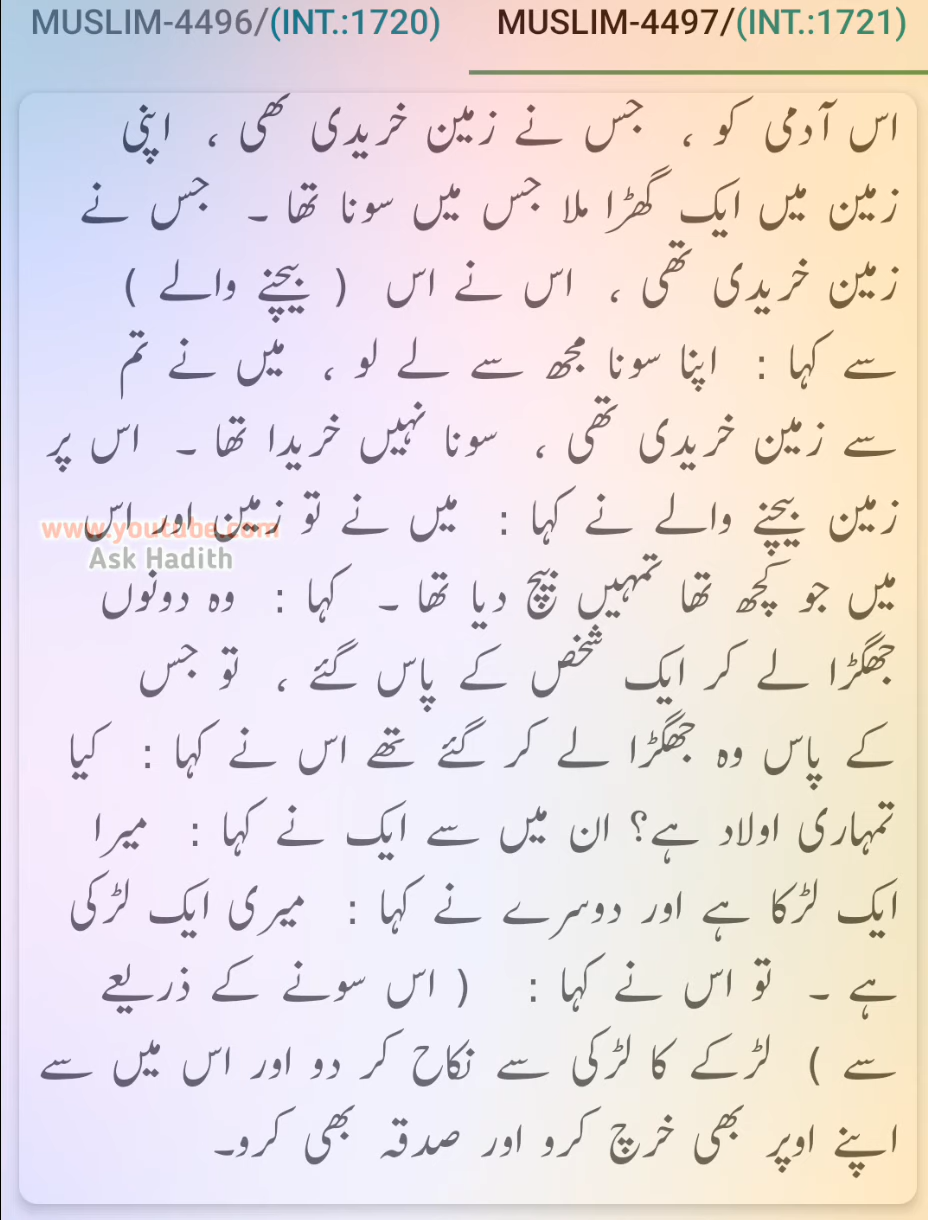 MUSLIM-4496/(INT.:1720) MUSLIM-4497/(INT.:1721)
اس آدمی کو ، جس نے زمین خریدی تھی ، اپنی
زمین میں ایک گھڑا ملا جس میں سونا تھا ۔ جس نے
زمین خریدی تھی ، اس نے اس ( بیچنے والے )
سے کہا : اپنا سونا مجھ سے لے لو ، میں نے تم
سے زمین خریدی تھی ، سونا نہیں خریدا تھا ۔ اس پر
زمین بیچنے والے نے کہا : میں نے تو زمین اور اس
www.youtube.com
Ask Hadith
میں جو کچھ تھا تمہیں بیچ دیا تھا ۔ کہا : وہ دونوں
جھگڑا لے کر ایک شخص کے پاس گئے ، تو جس
کے پاس وہ جھگڑا لے کر گئے تھے اس نے کہا : کیا
تمہاری اولاد ہے؟ ان میں سے ایک نے کہا : میرا
ایک لڑکا ہے اور دوسرے نے کہا : میری ایک لڑکی
ہے ۔ تو اس نے کہا : ( اس سونے کے ذریعے
سے ) لڑکے کا لڑکی سے نکاح کر دو اور اس میں سے
اپنے اوپر بھی خرچ کرو اور صدقہ بھی کرو۔